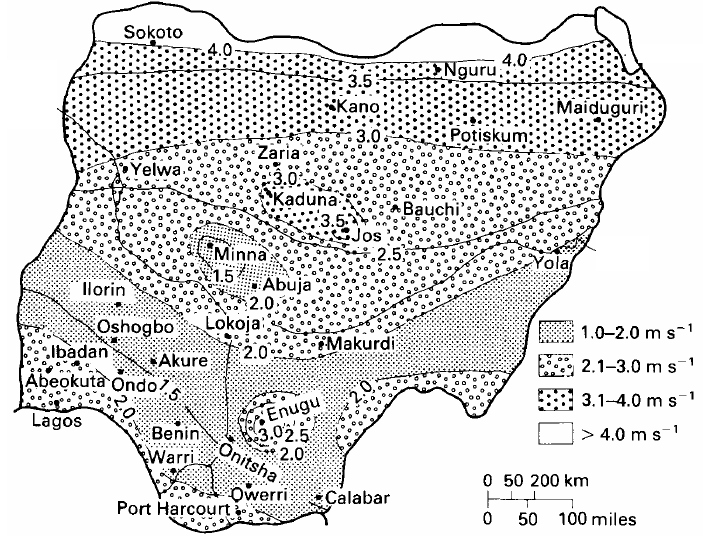 Sokoto
4.0
4.0
Nguru
3.5
Kano
Maiduguri
3.0
Potiskum
Zaria
Yelwa
3.0
Kaduna
Bauchi
3.5
Jos
Minna
2.5
1.5
Yola
Abuja
Ilorin
2.0
Lokoja
Oshogbo
Makurdi
2.0
Ibadan
Akure
Abeokuta
Ondo
1.5
2.0
2.0
Lagos
Enugu
3.0
2.5
Benin
2.0
Onitsha
Warri
Owerri
Calabar
Port Harcourt
1.0–2.0 m s⁻¹
2.1–3.0 m s⁻¹
3.1–4.0 m s⁻¹
> 4.0 m s⁻¹
0 50 200 km
0 50 100 miles